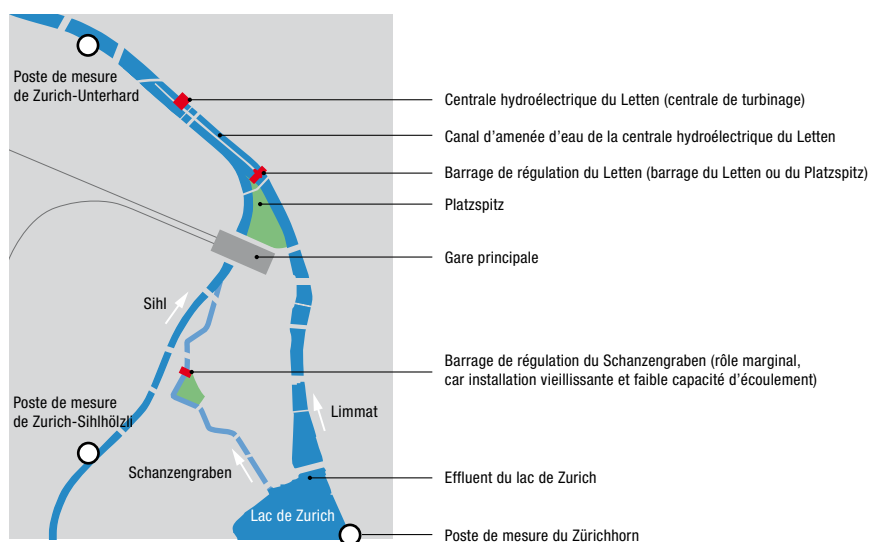 Poste de mesure
de Zurich-Unterhard
Centrale hydroélectrique du Letten (centrale de turbinage)
Canal d’amenée d’eau de la centrale hydroélectrique du Letten
Barrage de régulation du Letten (barrage du Letten ou du Platzspitz)
Platzspitz
Gare principale
Sihl
Barrage de régulation du Schanzengraben (rôle marginal,
car installation vieillissante et faible capacité d’écoulement)
Poste de mesure
de Zurich-Sihlhölzli
Limmat
Schanzengraben
Effluent du lac de Zurich
Lac de Zurich
Poste de mesure du Zürichhorn